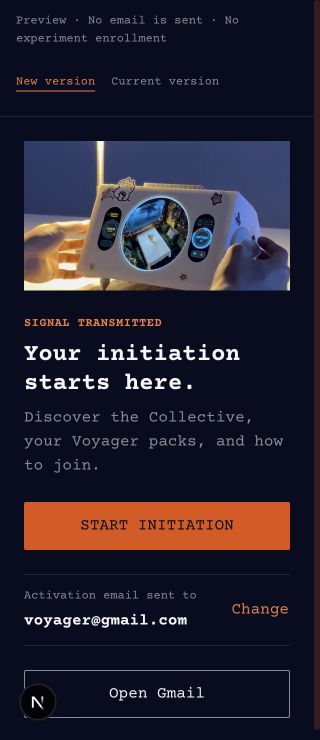 Preview · No email is sent · No
experiment enrollment
New version Current version
SIGNAL TRANSMITTED
Your initiation
starts here.
Discover the Collective,
your Voyager packs, and how
to join.
START INITIATION
Activation email sent to
voyager@gmail.com
Change
Open Gmail
N